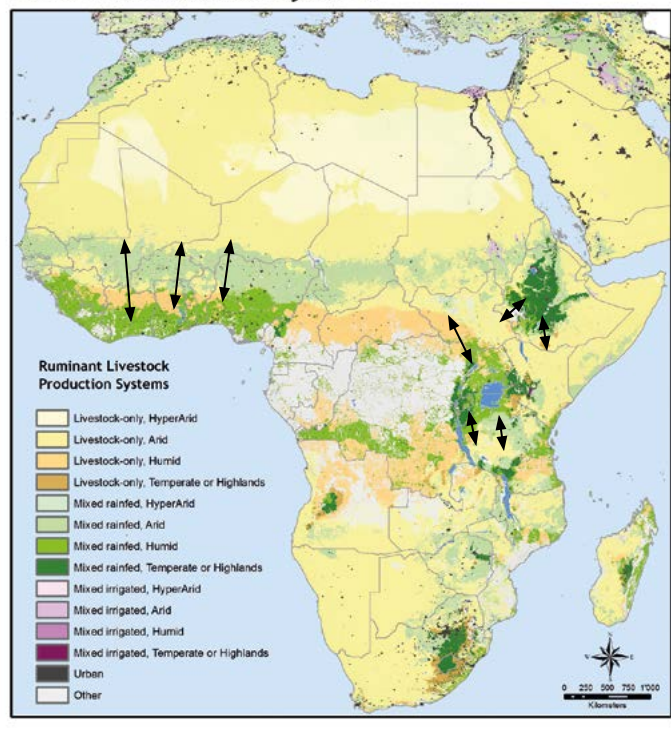 Ruminant Livestock
Production Systems
Livestock-only, HyperArid
Livestock-only, Arid
Livestock-only, Humid
Livestock-only, Temperate or Highlands
Mixed rainfed, HyperArid
Mixed rainfed, Arid
Mixed rainfed, Humid
Mixed rainfed, Temperate or Highlands
Mixed irrigated, HyperArid
Mixed irrigated, Arid
Mixed irrigated, Humid
Mixed irrigated, Temperate or Highlands
Urban
Other
N
W E
S
0 250 500 750 1'000
Kilometers